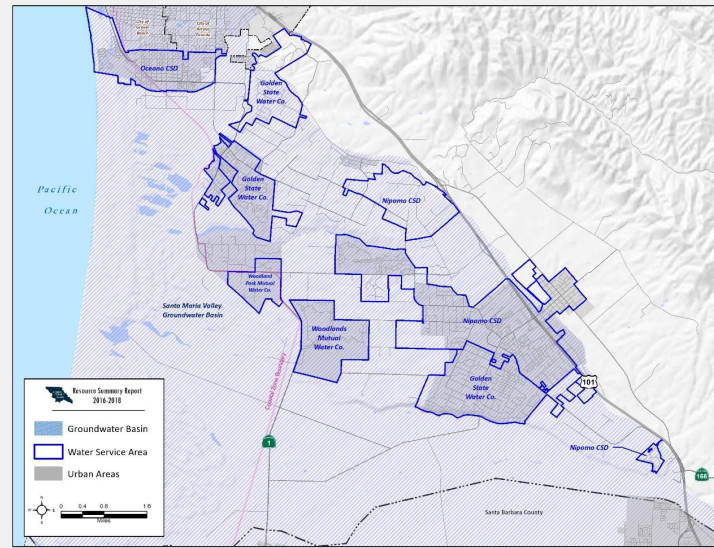 City of
Grover
Beach
City of
Arroyo
Grande
Oceano CSD
Golden
State
Water Co.
Golden
State
Water Co.
Nipomo CSD
Pacific
Ocean
Woodland
Park Mutual
Water Co.
Santa Maria Valley
Groundwater Basin
Woodlands
Mutual
Water Co.
Nipomo CSD
Golden
State
Water Co.
101
Coastal Zone Boundary
Resource Summary Report
2016-2018
Groundwater Basin
Water Service Area
Urban Areas
N
W
E
S
0 0.4 0.8 1.6
Miles
1
Nipomo CSD
166
Santa Barbara County